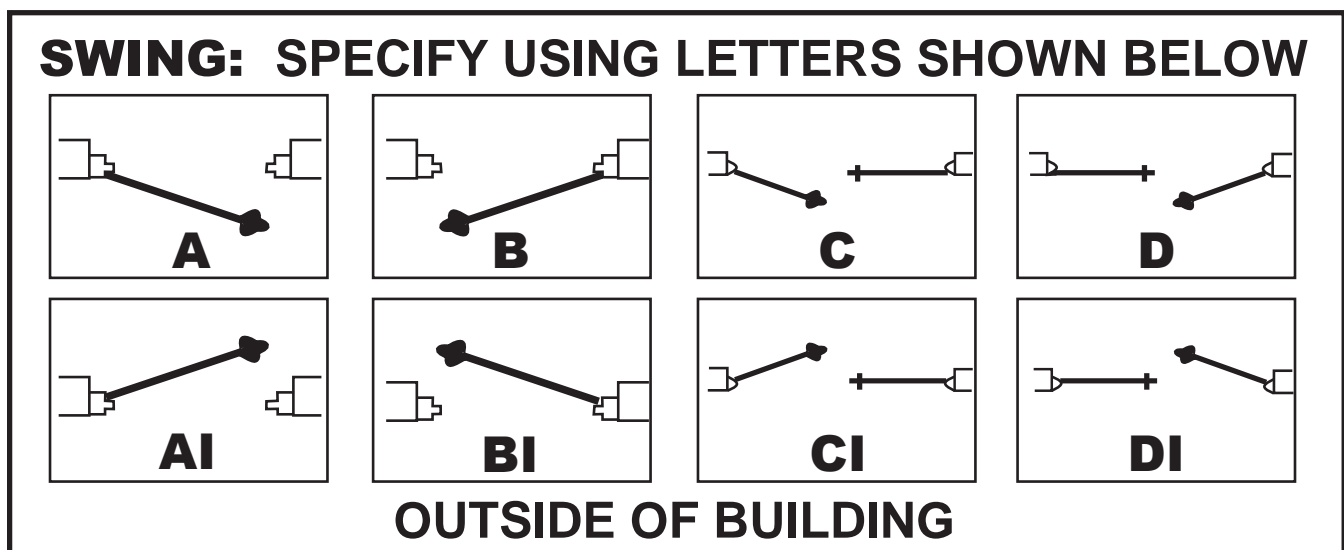 SWING: SPECIFY USING LETTERS SHOWN BELOW
A B C D
AI BI CI DI
OUTSIDE OF BUILDING